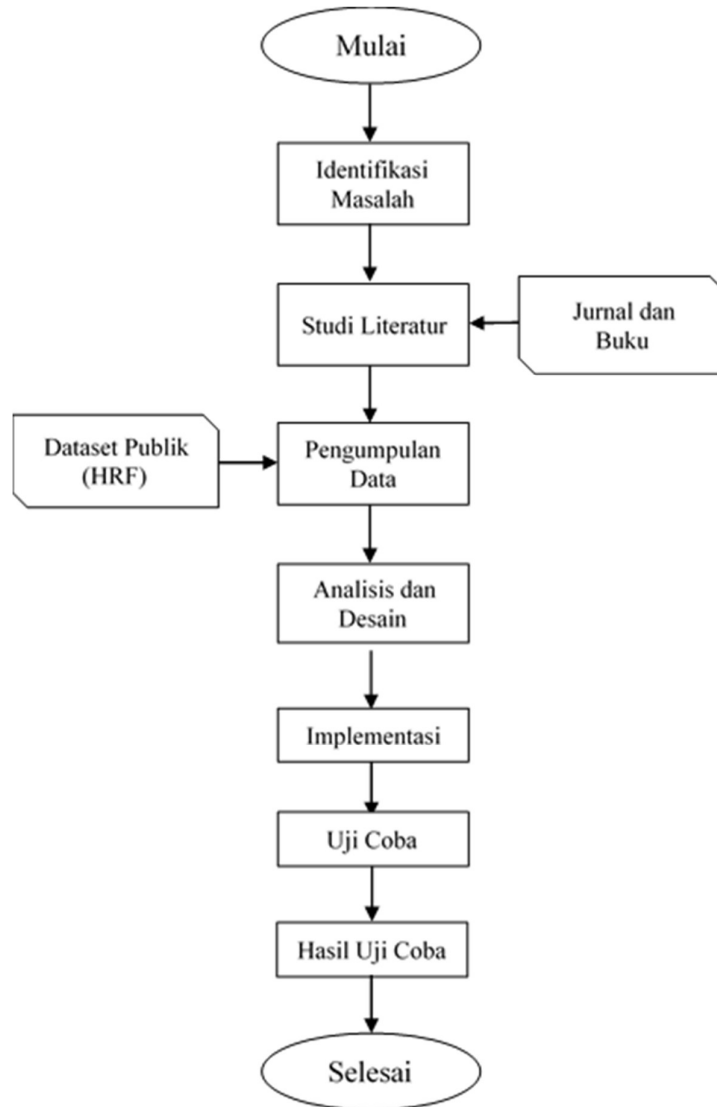 Mulai
Identifikasi
Masalah
Studi Literatur
Jurnal dan
Buku
Dataset Publik
(HRF)
Pengumpulan
Data
Analisis dan
Desain
Implementasi
Uji Coba
Hasil Uji Coba
Selesai